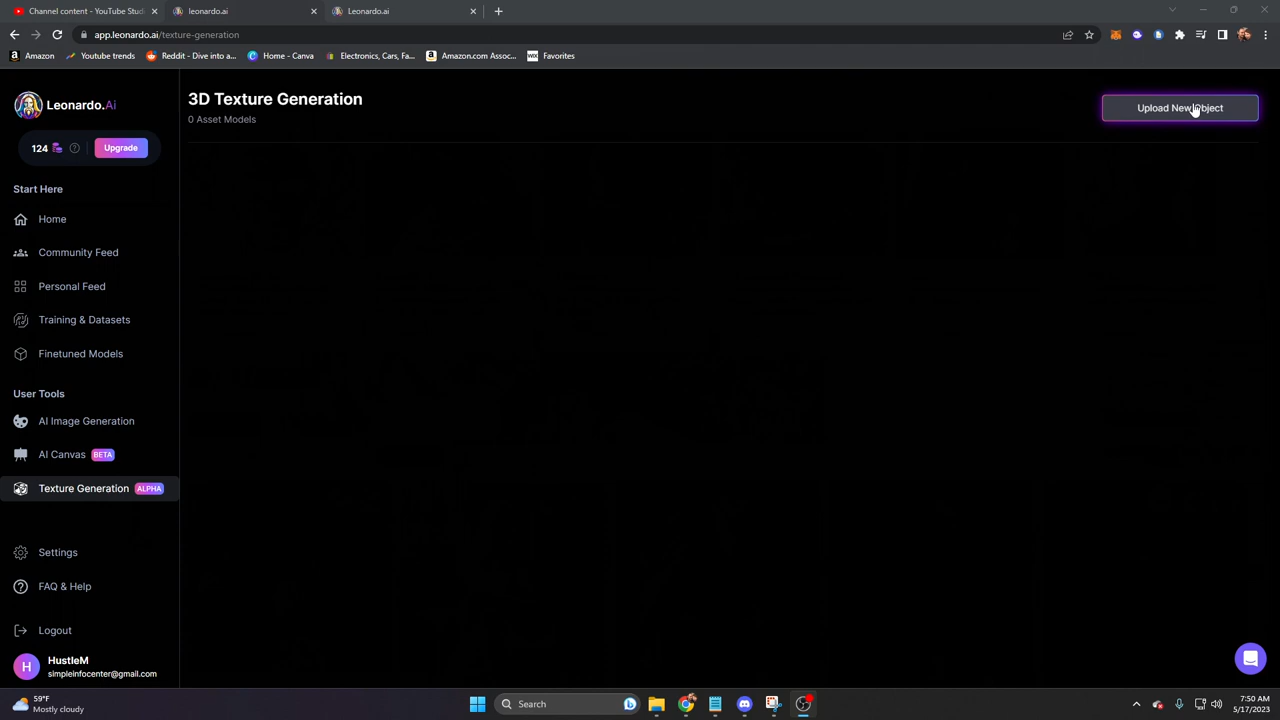 Channel content - YouTube Stud
leonardo.ai
Leonardo.ai
app.leonardo.ai/texture-generation
Amazon
Youtube trends
Reddit - Dive into a...
Home - Canva
Electronics, Cars, Fa...
Amazon.com Assoc...
Favorites
Leonardo.Ai
3D Texture Generation
Upload New Object
0 Asset Models
124
Upgrade
Start Here
Home
Community Feed
Personal Feed
Training & Datasets
Finetuned Models
User Tools
AI Image Generation
AI Canvas BETA
Texture Generation ALPHA
Settings
FAQ & Help
Logout
H
HustleM
simpleinfocenter@gmail.com
59°F
Mostly cloudy
Search
7:50 AM
5/17/2023